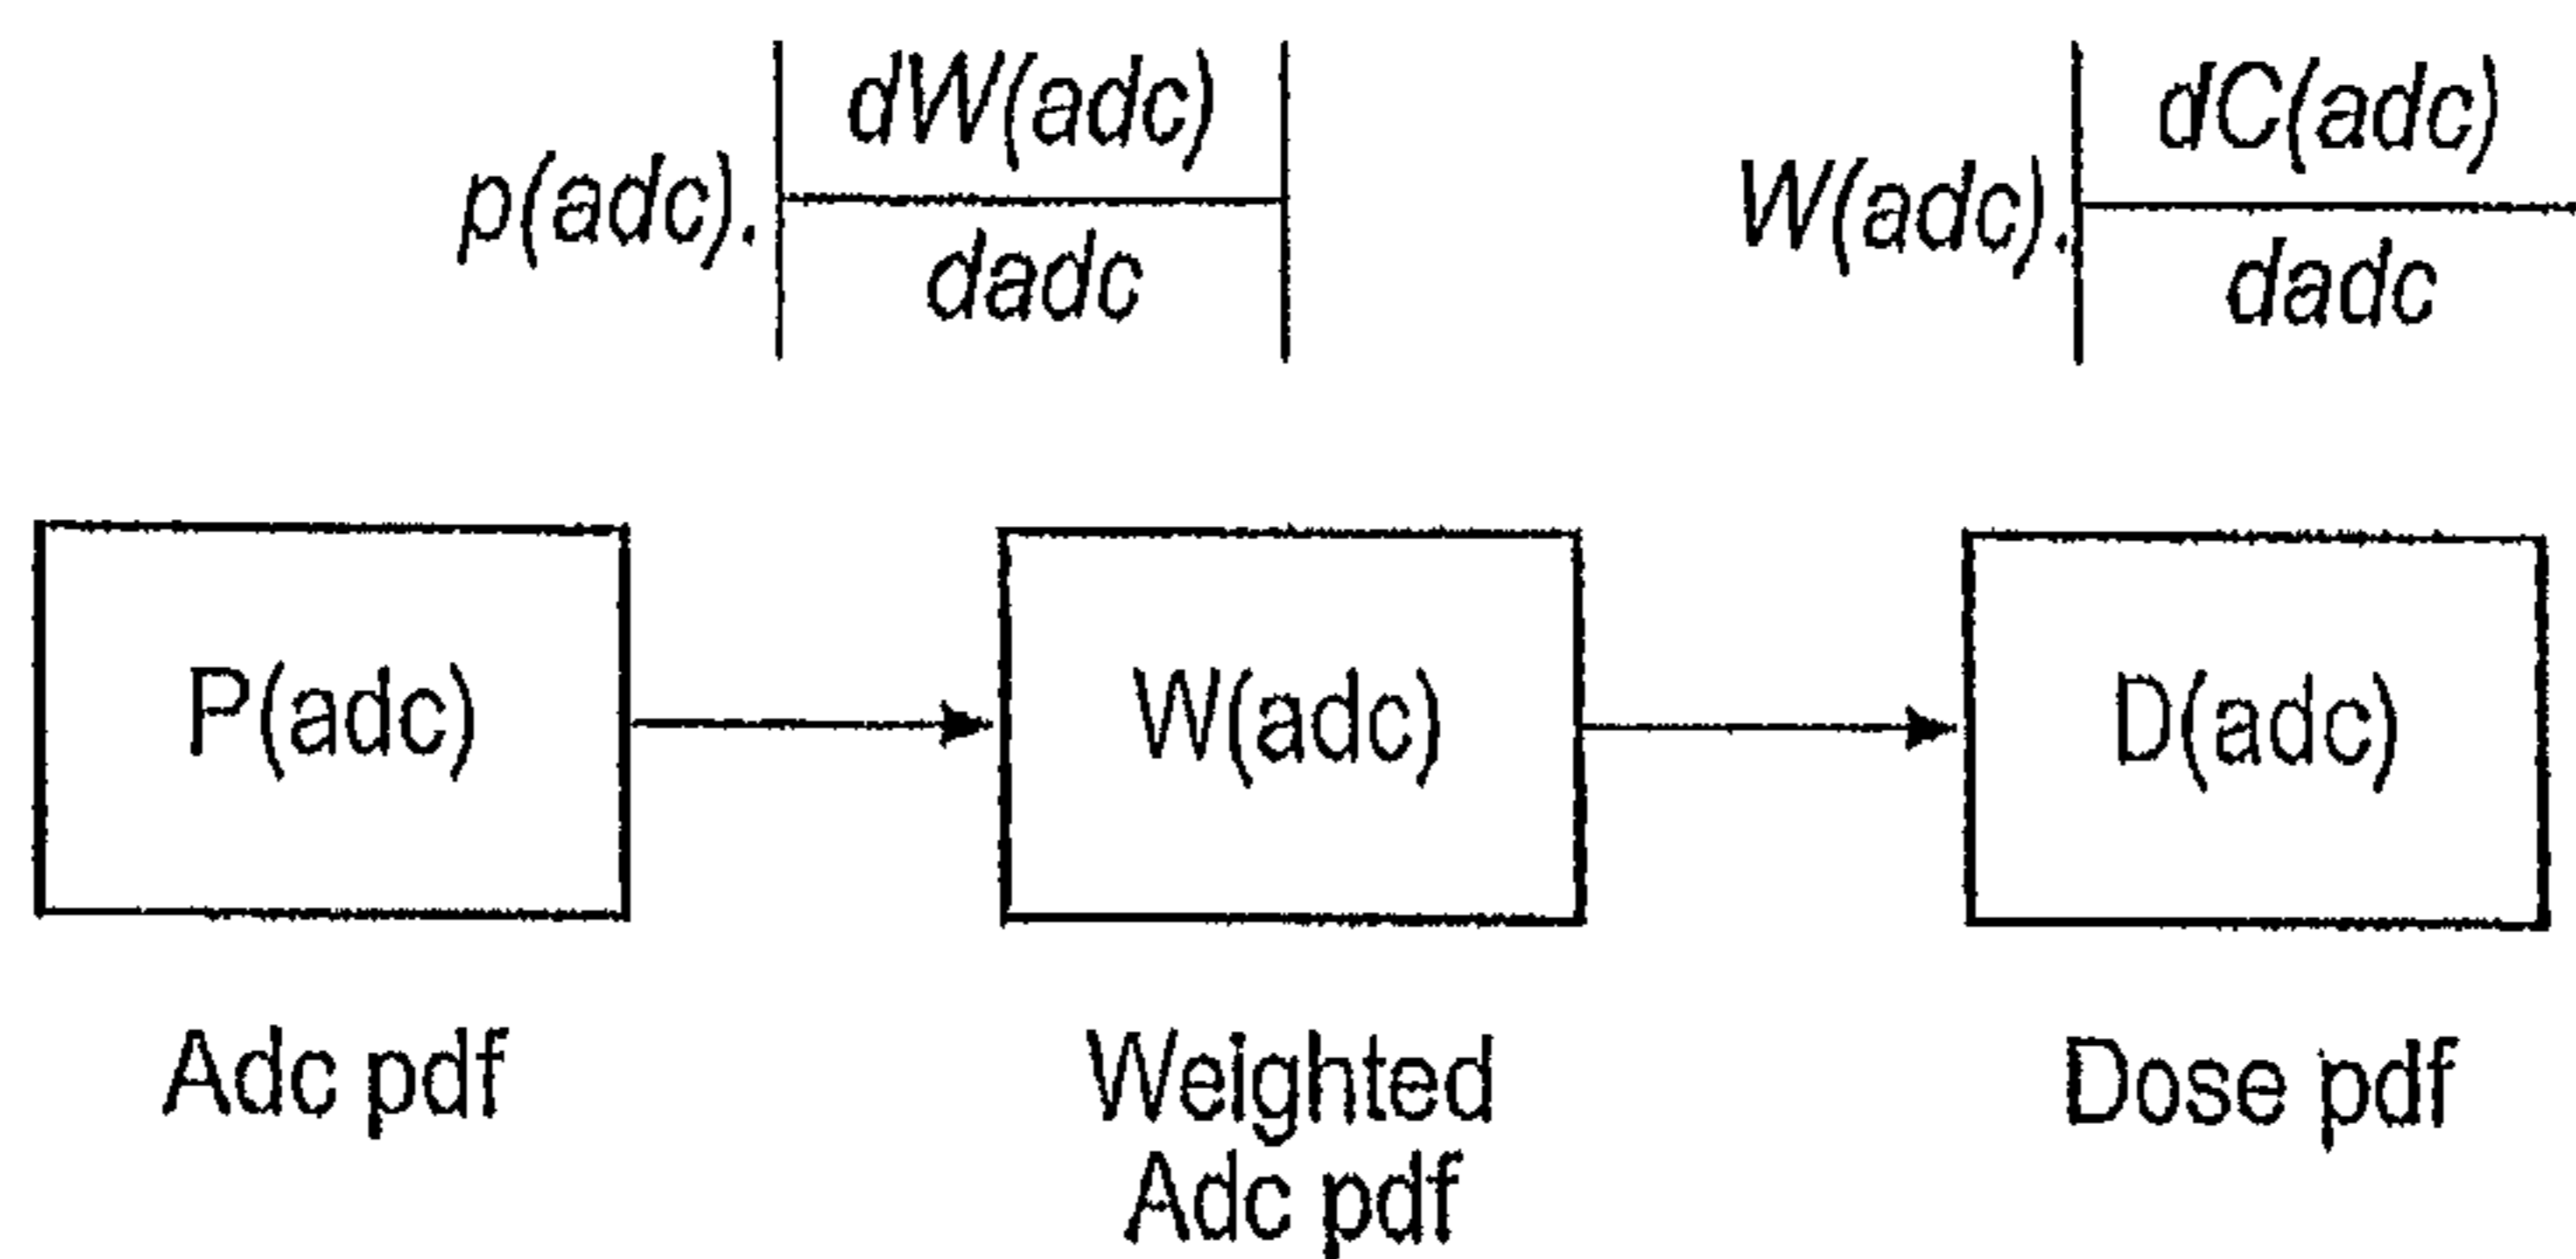 p(adc). | dW(adc) / dadc |
W(adc). | dC(adc) / dadc
P(adc)
W(adc)
D(adc)
Adc pdf
Weighted
Adc pdf
Dose pdf